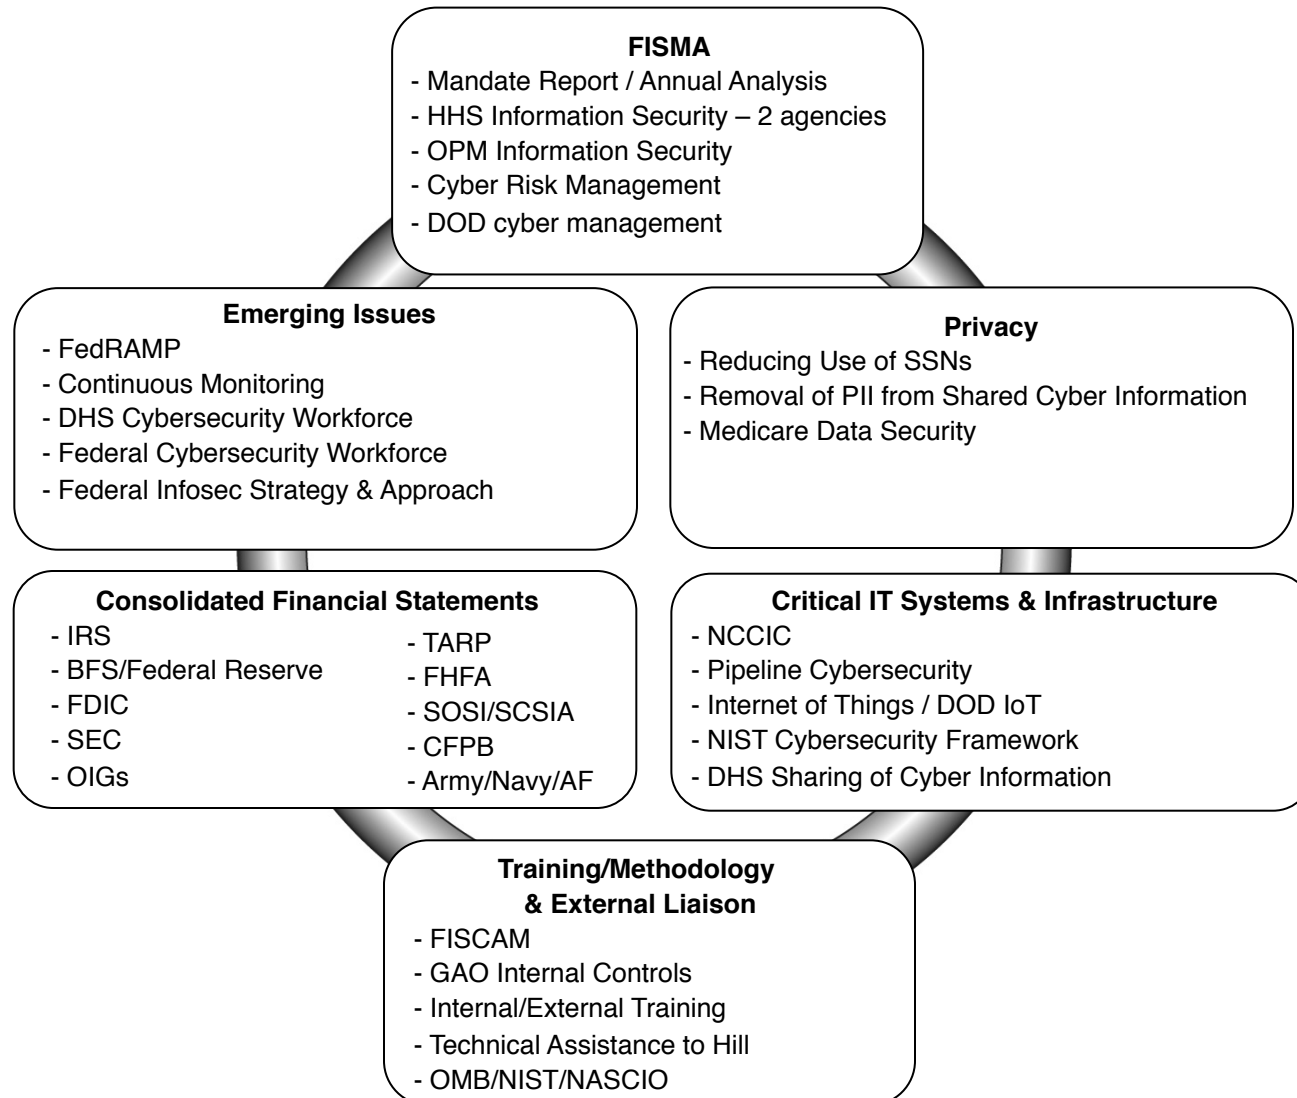 FISMA
- Mandate Report / Annual Analysis
- HHS Information Security – 2 agencies
- OPM Information Security
- Cyber Risk Management
- DOD cyber management
Emerging Issues
- FedRAMP
- Continuous Monitoring
- DHS Cybersecurity Workforce
- Federal Cybersecurity Workforce
- Federal Infosec Strategy & Approach
Privacy
- Reducing Use of SSNs
- Removal of PII from Shared Cyber Information
- Medicare Data Security
Consolidated Financial Statements
- IRS
- BFS/Federal Reserve
- FDIC
- SEC
- OIGs
- TARP
- FHFA
- SOSI/SCSIA
- CFPB
- Army/Navy/AF
Critical IT Systems & Infrastructure
- NCCIC
- Pipeline Cybersecurity
- Internet of Things / DOD IoT
- NIST Cybersecurity Framework
- DHS Sharing of Cyber Information
Training/Methodology
& External Liaison
- FISCAM
- GAO Internal Controls
- Internal/External Training
- Technical Assistance to Hill
- OMB/NIST/NASCIO